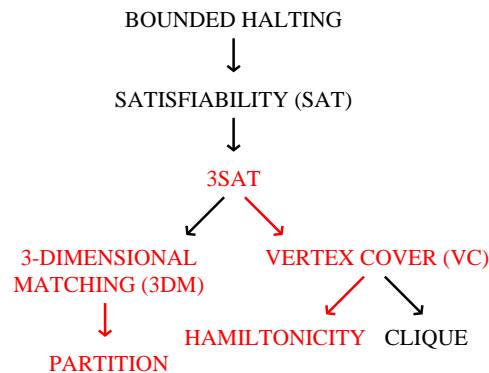 BOUNDED HALTING
SATISFIABILITY (SAT)
3SAT
3-DIMENSIONAL
MATCHING (3DM)
VERTEX COVER (VC)
HAMILTONICITY
CLIQUE
PARTITION